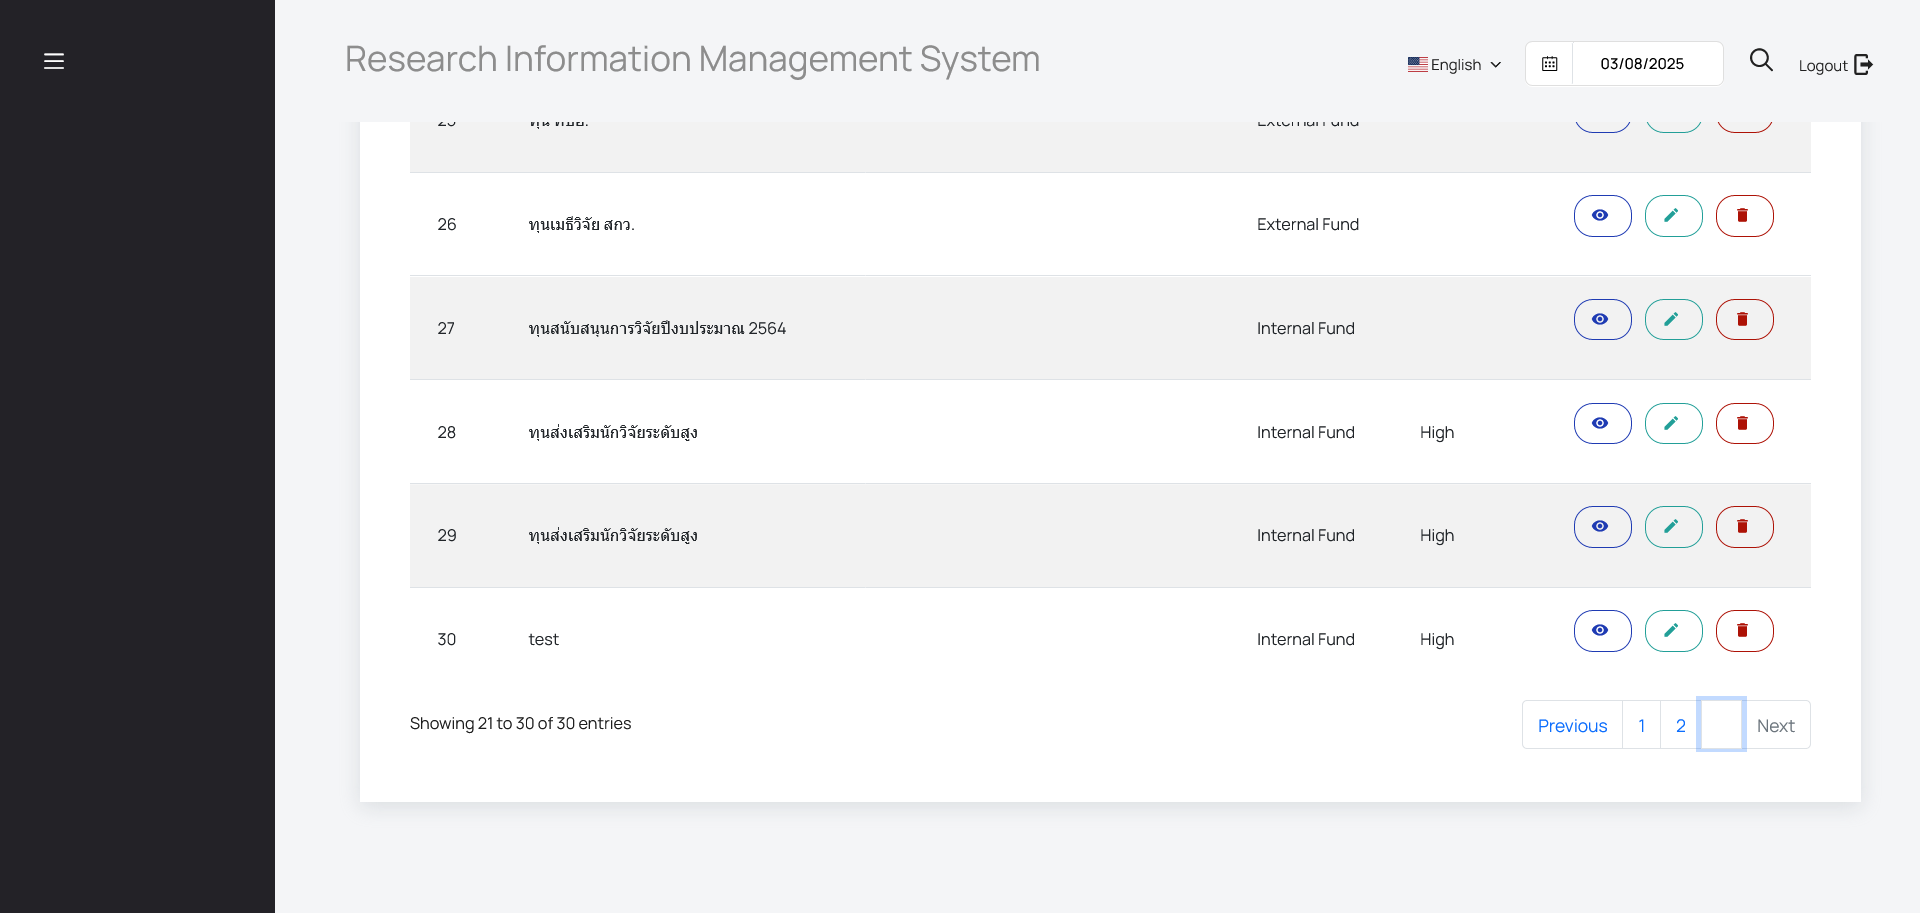 Research Information Management System
English
03/08/2025
Logout
26 ทุนเมธีวิจัย สกว. External Fund
27 ทุนสนับสนุนการวิจัยปีงบประมาณ 2564 Internal Fund
28 ทุนส่งเสริมนักวิจัยระดับสูง Internal Fund High
29 ทุนส่งเสริมนักวิจัยระดับสูง Internal Fund High
30 test Internal Fund High
Showing 21 to 30 of 30 entries
Previous 1 2 Next